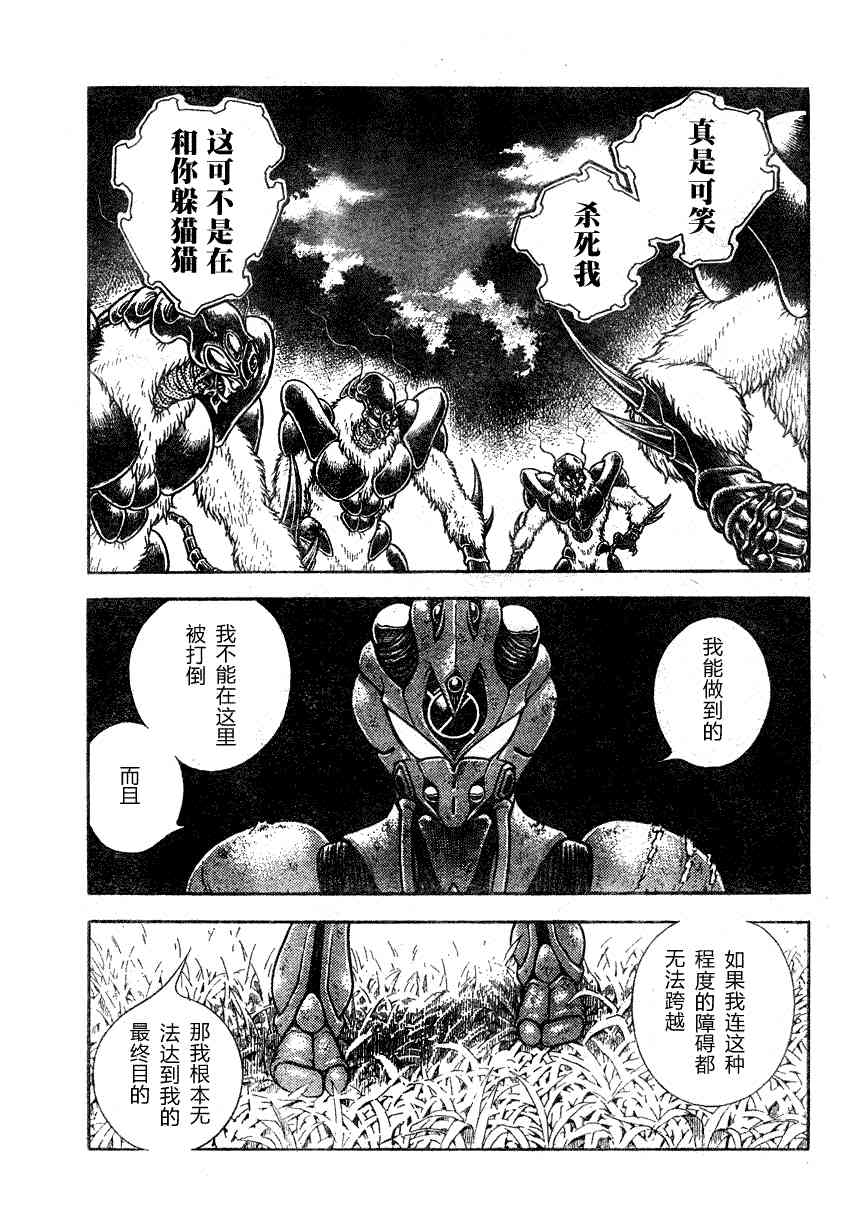 真是可笑
杀死我
这可不是在
和你躲猫猫
我能做到的
我不能在这里
被打倒
而且
如果我连这种
程度的障碍都
无法跨越
那我根本无
法达到我的
最终目的